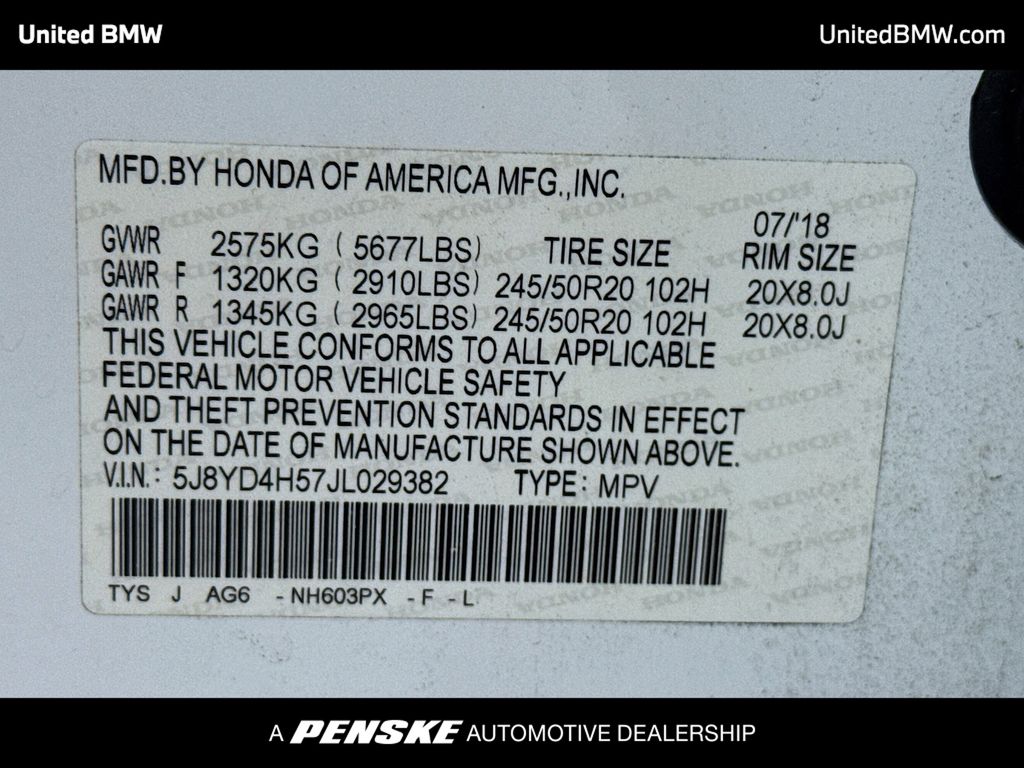 United BMW
UnitedBMW.com
MFD.BY HONDA OF AMERICA MFG.,INC.
07/'18
GVWR 2575KG ( 5677LBS) TIRE SIZE RIM SIZE
GAWR F 1320KG ( 2910LBS) 245/50R20 102H 20X8.0J
GAWR R 1345KG ( 2965LBS) 245/50R20 102H 20X8.0J
THIS VEHICLE CONFORMS TO ALL APPLICABLE
FEDERAL MOTOR VEHICLE SAFETY
AND THEFT PREVENTION STANDARDS IN EFFECT
ON THE DATE OF MANUFACTURE SHOWN ABOVE.
V.I.N.: 5J8YD4H57JL029382 TYPE: MPV
TYS J AG6 -NH603PX -F -L
A PENSKE AUTOMOTIVE DEALERSHIP